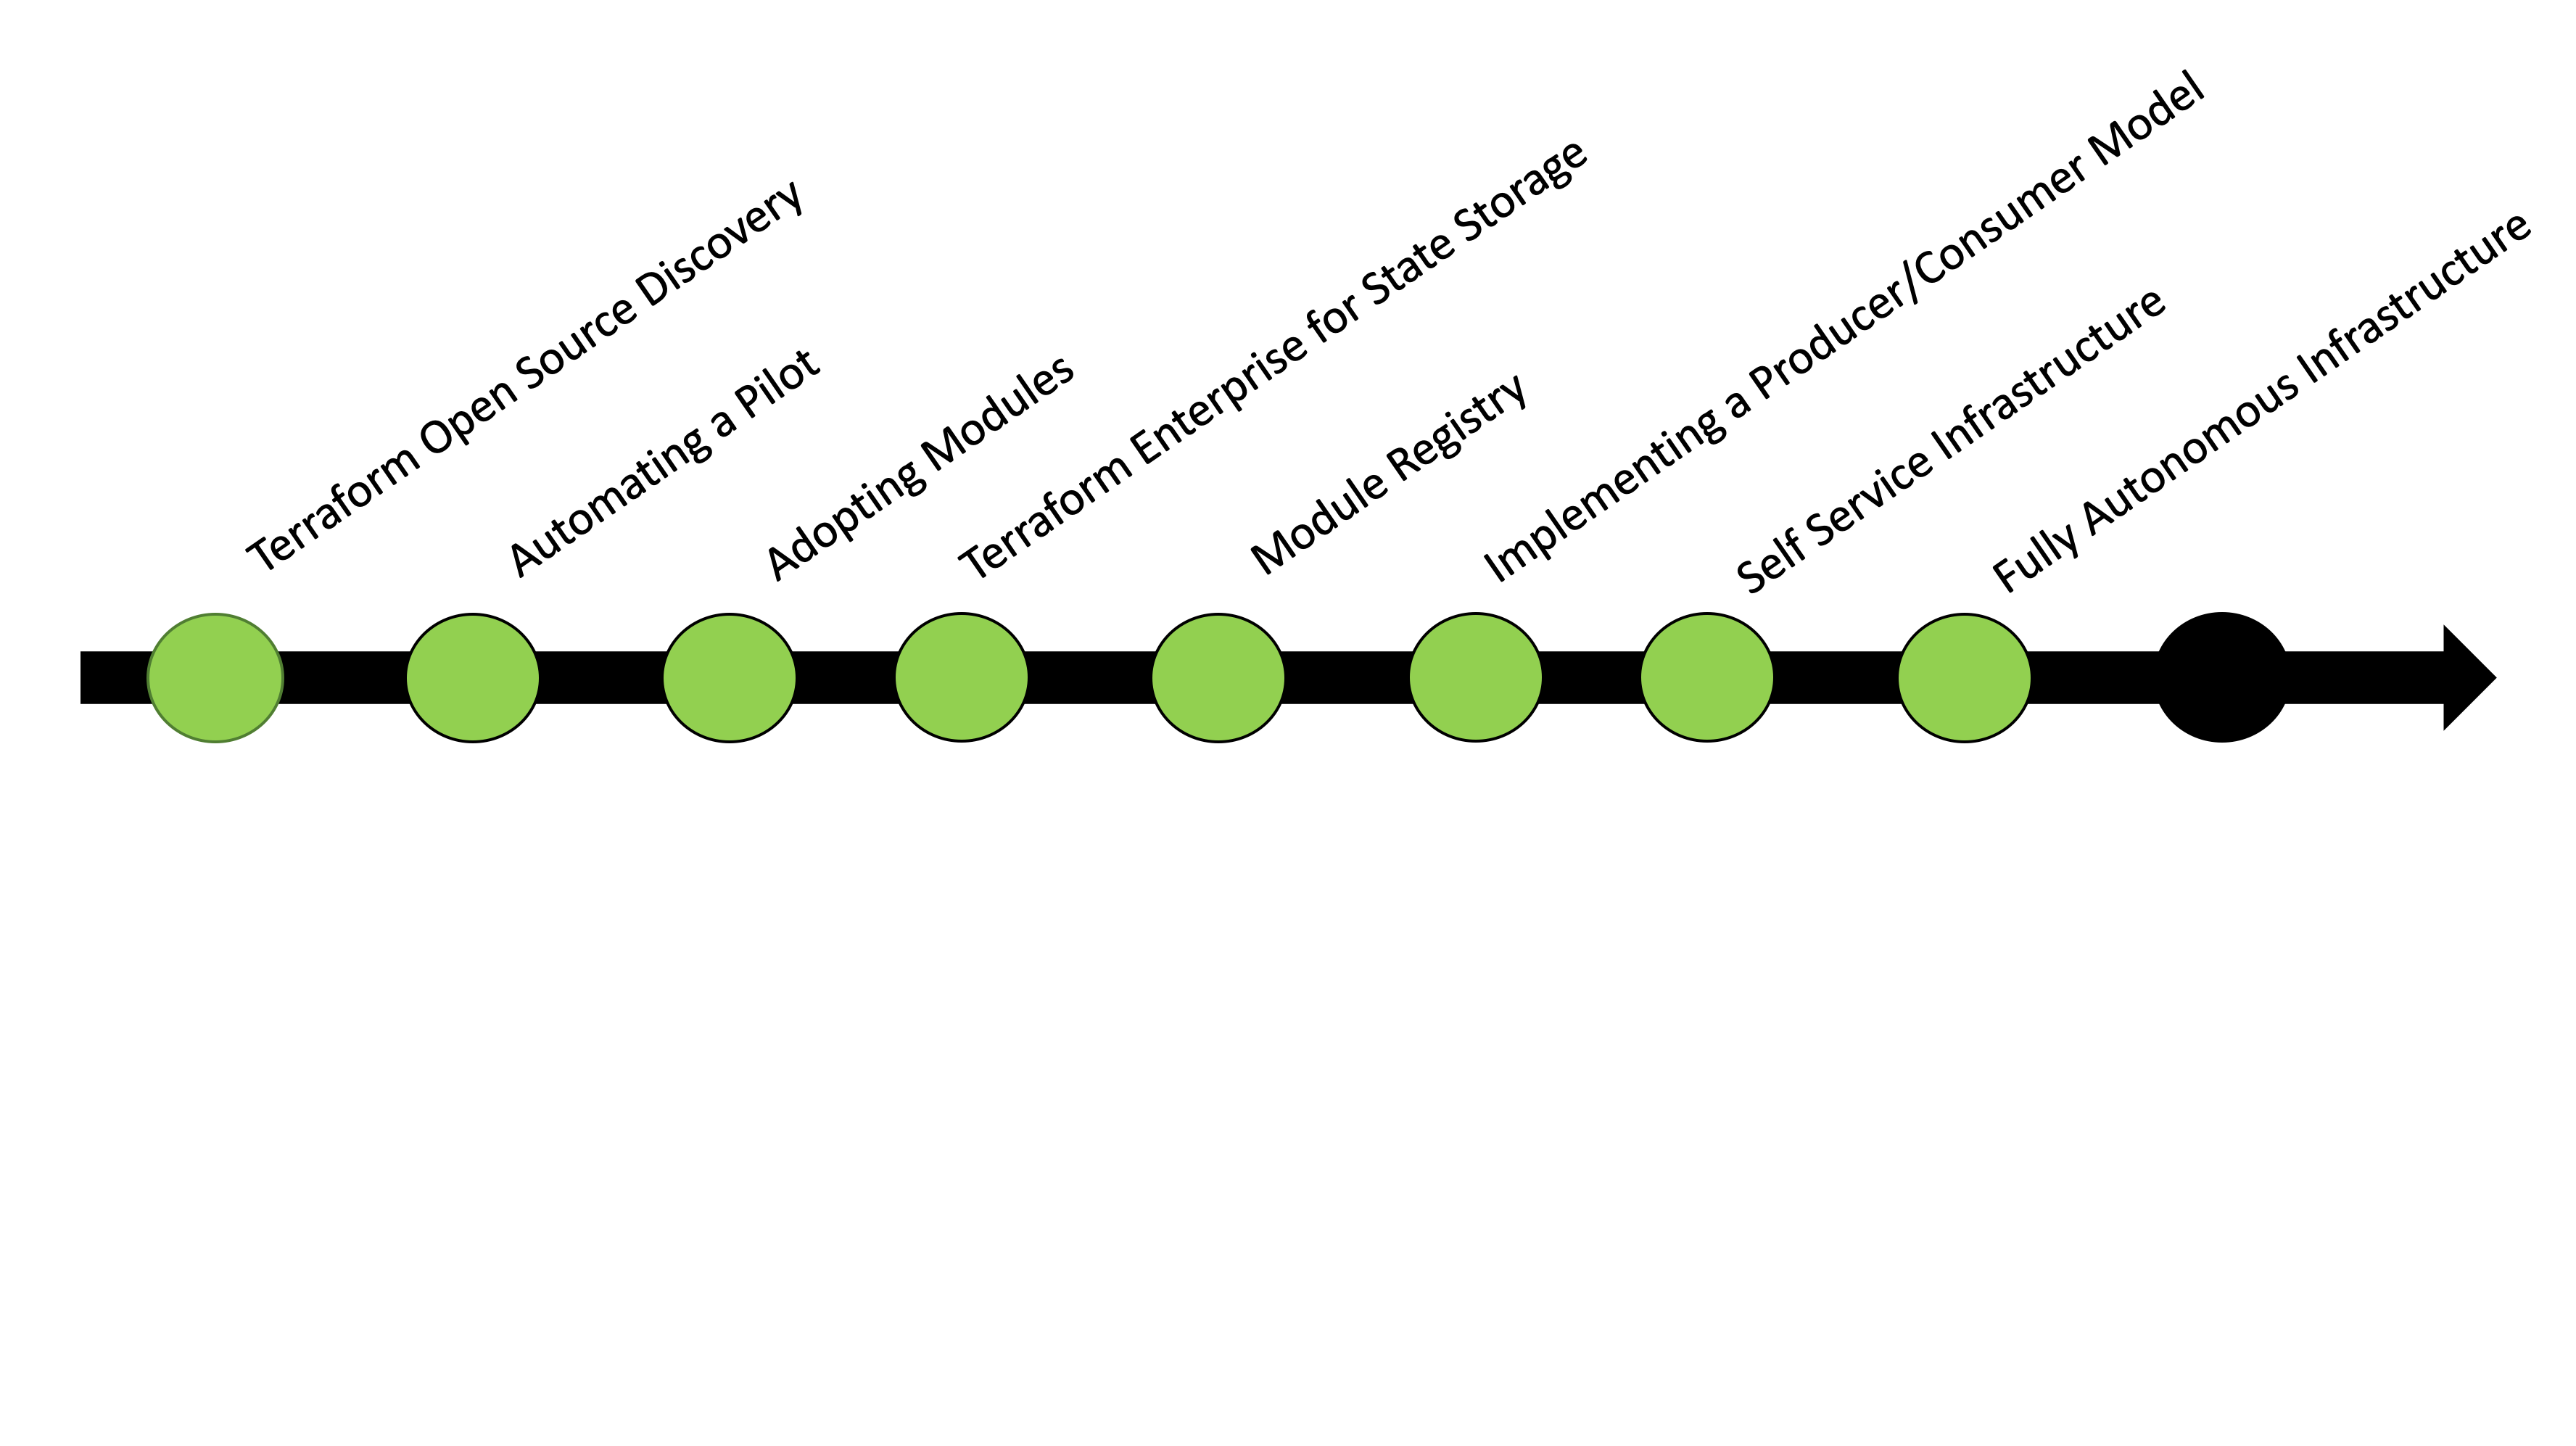 Terraform Open Source Discovery
Automating a Pilot
Adopting Modules
Terraform Enterprise for State Storage
Module Registry
Implementing a Producer/Consumer Model
Self Service Infrastructure
Fully Autonomous Infrastructure